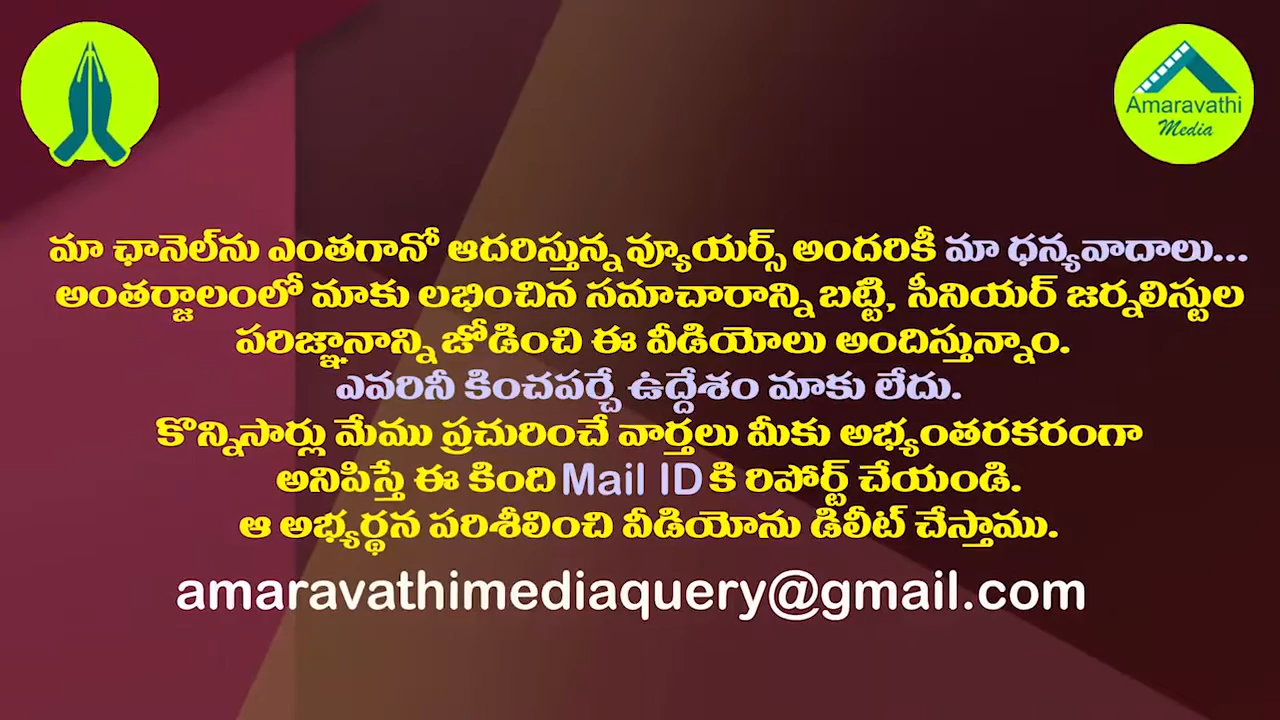 Amaravathi
Media
మా ఛానెల్‌ను ఎంతగానో ఆదరిస్తున్న వ్యూయర్స్ అందరికీ మా ధన్యవాదాలు...
అంతర్జాలంలో మాకు లభించిన సమాచారాన్ని బట్టి, సీనియర్ జర్నలిస్టుల
పరిజ్ఞానాన్ని జోడించి ఈ వీడియోలు అందిస్తున్నాం.
ఎవరినీ కించపర్చే ఉద్దేశం మాకు లేదు.
కొన్నిసార్లు మేము ప్రచురించే వార్తలు మీకు అభ్యంతరకరంగా
అనిపిస్తే ఈ కింది Mail ID కి రిపోర్ట్ చేయండి.
ఆ అభ్యర్థన పరిశీలించి వీడియోను డిలీట్ చేస్తాము.
amaravathimediaquery@gmail.com